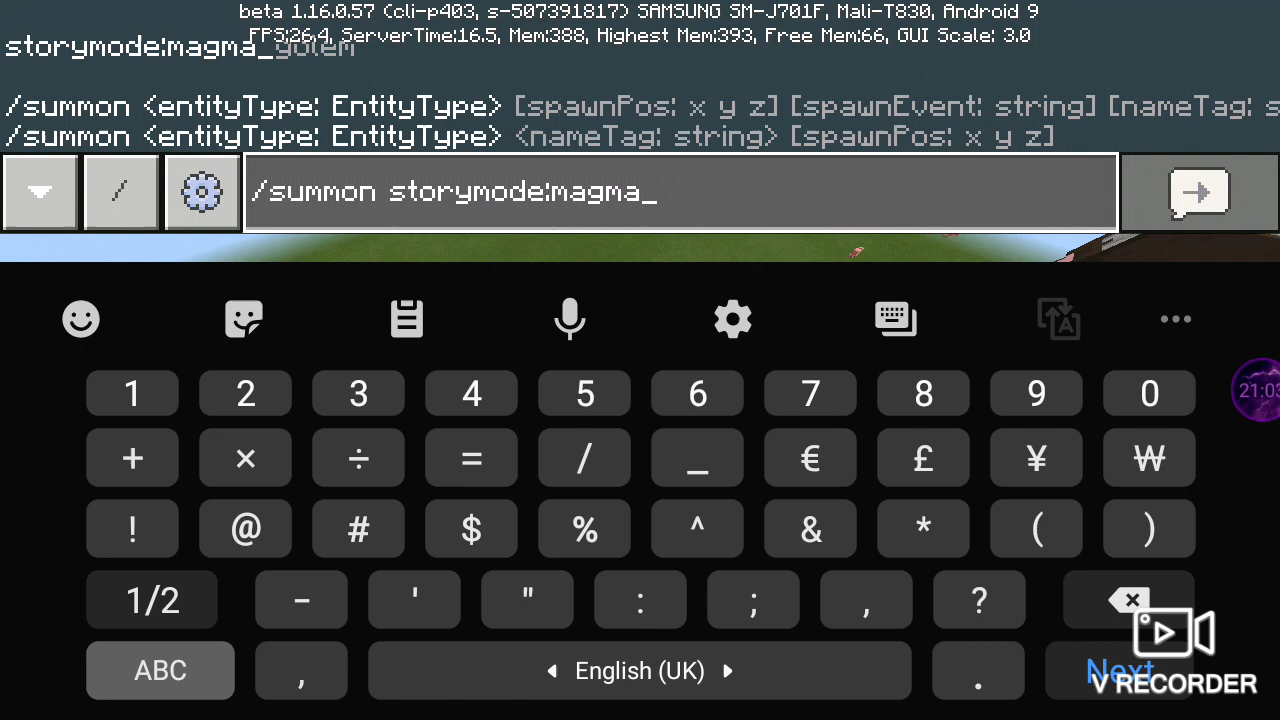 beta 1.16.0.57 (cli-p403, s-507391817) SAMSUNG SM-J701F, Mali-T830, Android 9
FPS:26.4, ServerTime:16.5, Mem:388, Highest Mem:393, Free Mem:66, GUI Scale: 3.0
storymode:magma_golem
/summon <entityType: EntityType> [spawnPos: x y z] [spawnEvent: string] [nameTag: s
/summon <entityType: EntityType> <nameTag: string> [spawnPos: x y z]
/
/summon storymode:magma_
21:03
1 2 3 4 5 6 7 8 9 0
+ × ÷ = / _ € £ ¥ ₩
! @ # $ % ^ & * ( )
1/2 - ' " : ; , ?
ABC , English (UK) . Next
V RECORDER